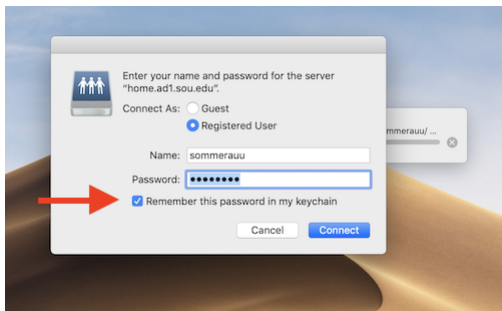 Enter your name and password for the server
"home.ad1.sou.edu".
Connect As: Guest
Registered User
mmerauu/ ...
Name: sommerauu
Password: ••••••••
Remember this password in my keychain
Cancel Connect